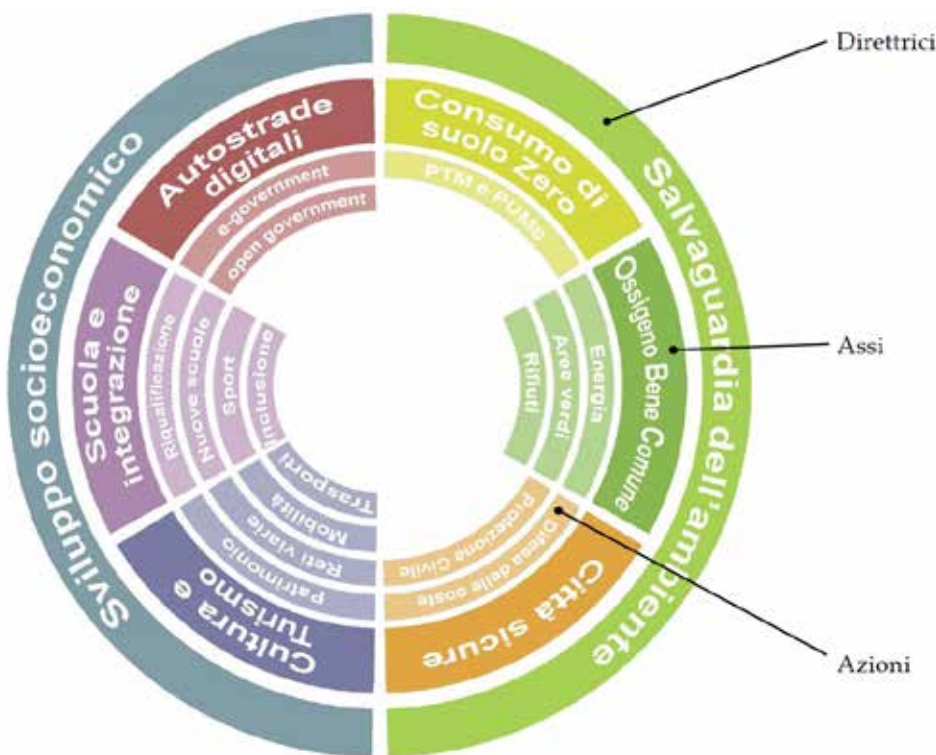 Direttrici
Assi
Azioni
Sviluppo socioeconomico
Salvaguardia dell'ambiente
Autostrade
digitali
e-government
open government
Consumo di
suolo Zero
PTM e PUMS
Ossigeno Bene Comune
Energia
Aree verdi
Rifiuti
Città sicure
Difesa delle coste
Protezione Civile
Cultura e
Turismo
Patrimonio
Reti viarie
Mobilità
Trasporti
Scuola e
integrazione
Riqualificazione
Nuove scuole
Sport
Inclusione